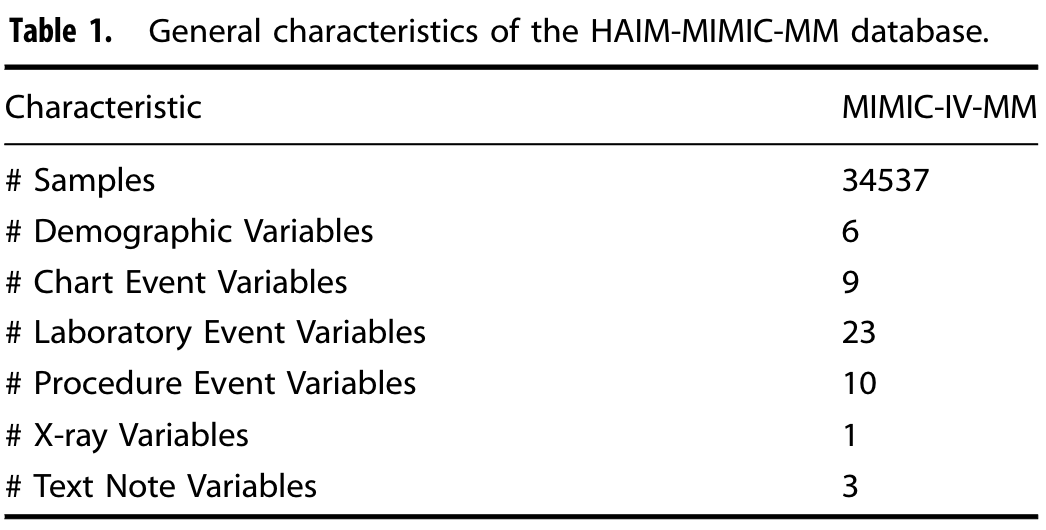 Table 1. General characteristics of the HAIM-MIMIC-MM database.
Characteristic MIMIC-IV-MM
# Samples 34537
# Demographic Variables 6
# Chart Event Variables 9
# Laboratory Event Variables 23
# Procedure Event Variables 10
# X-ray Variables 1
# Text Note Variables 3